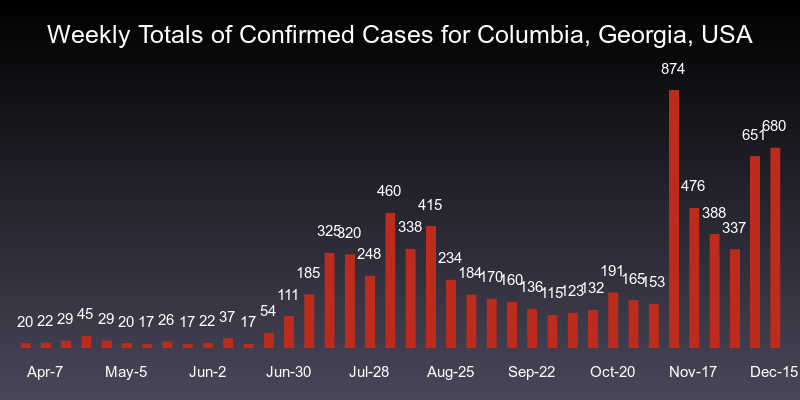 Weekly Totals of Confirmed Cases for Columbia, Georgia, USA
20 22 29 45 29 20 17 26 17 22 37 17 54 111 185 325 320 248 460 338 415 234 184 170 160 136 115 123 132 191 165 153 874 476 388 337 651 680
Apr-7 May-5 Jun-2 Jun-30 Jul-28 Aug-25 Sep-22 Oct-20 Nov-17 Dec-15